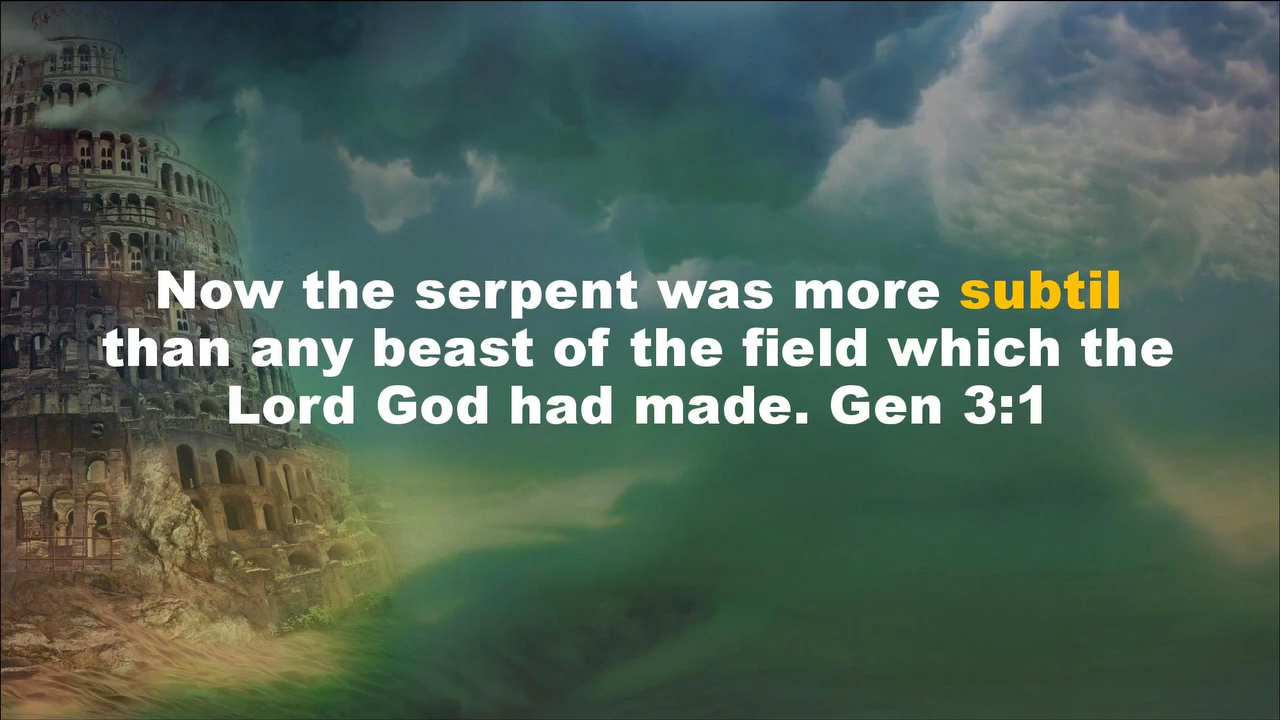 Now the serpent was more subtil
than any beast of the field which the
Lord God had made. Gen 3:1